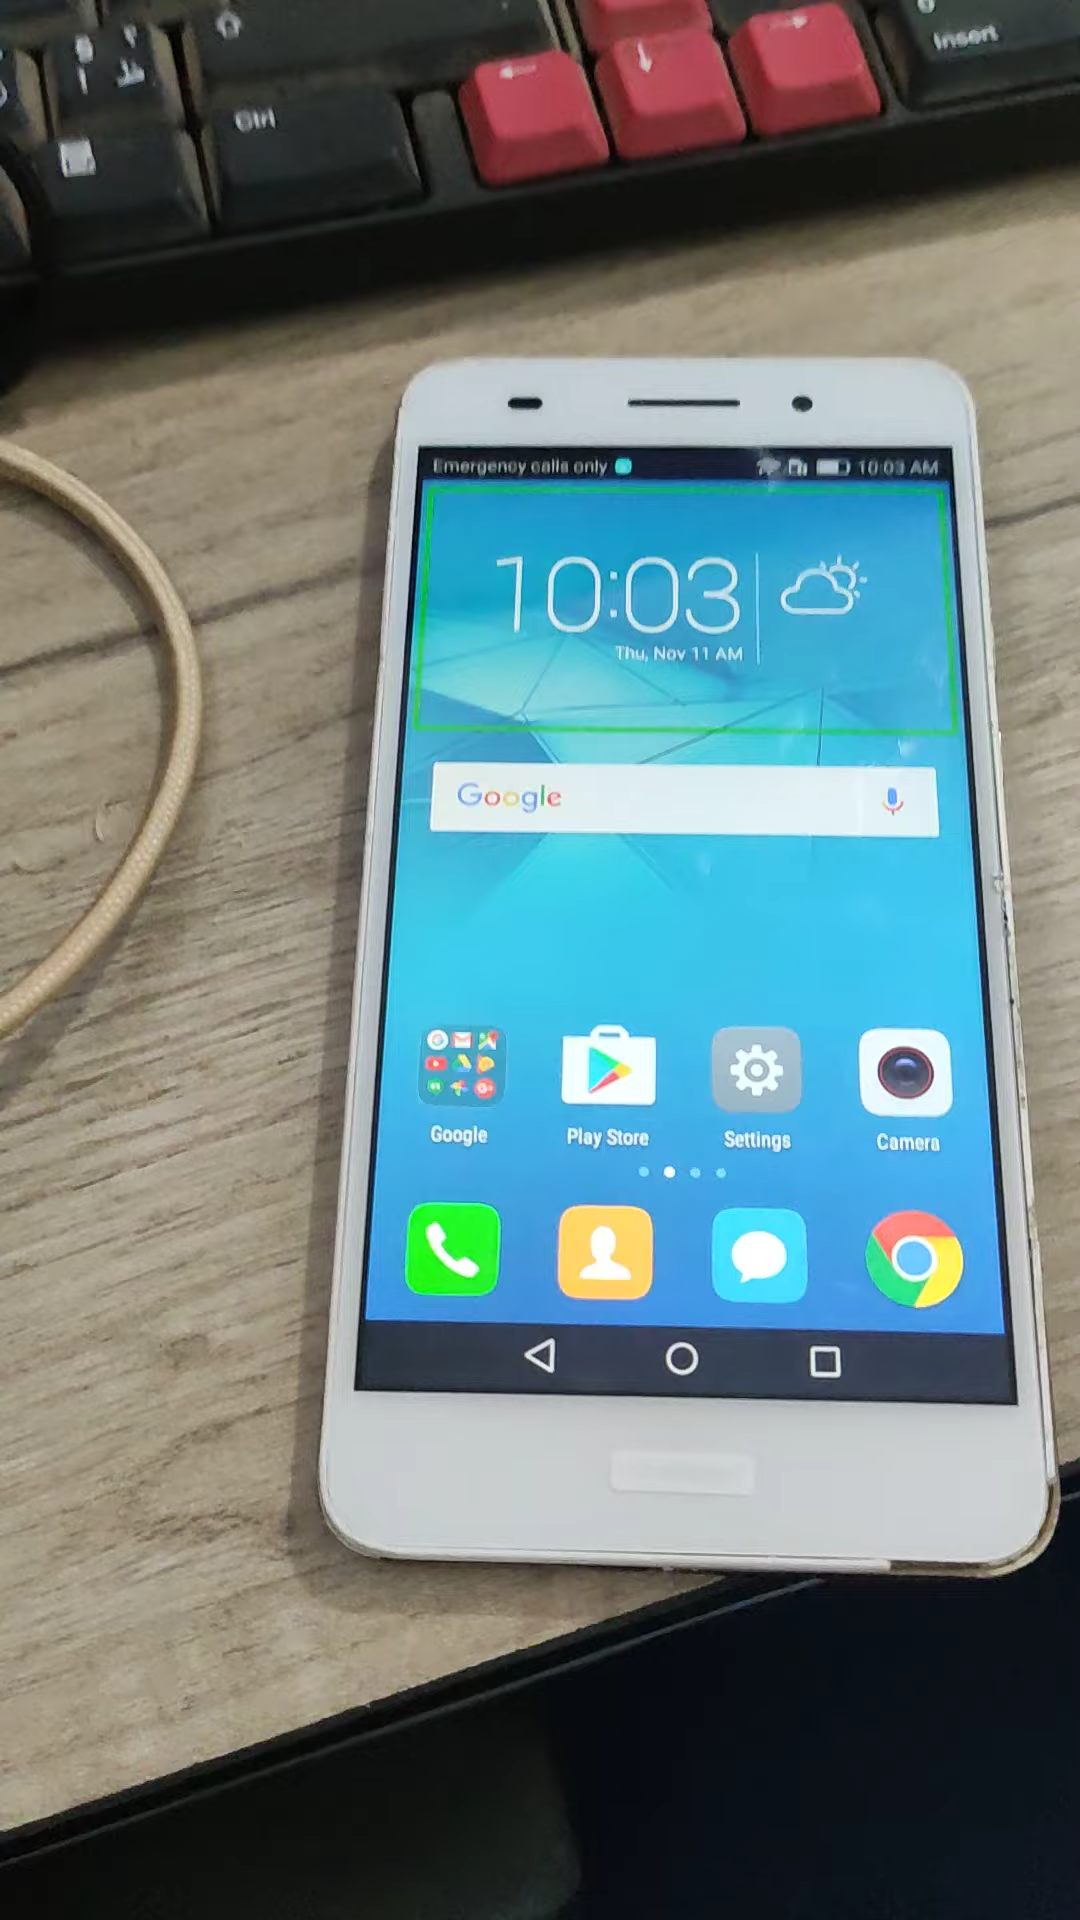 Insert
Ctrl
Emergency calls only
10:03 AM
10:03
Thu, Nov 11 AM
Google
Google
Play Store
Settings
Camera